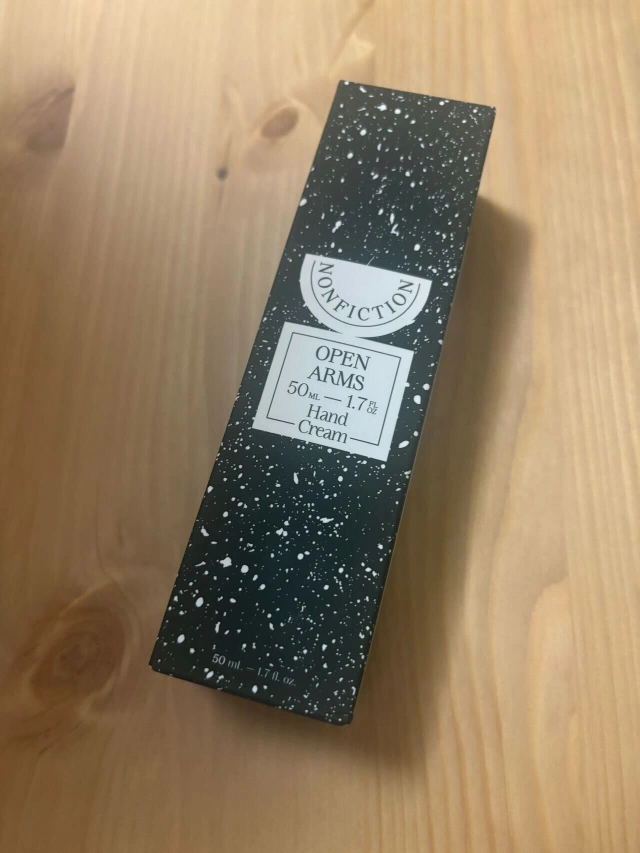 NONFICTION
OPEN
ARMS
50 ML — 1.7 FL OZ
Hand
Cream
50 mL — 1.7 fl. oz.